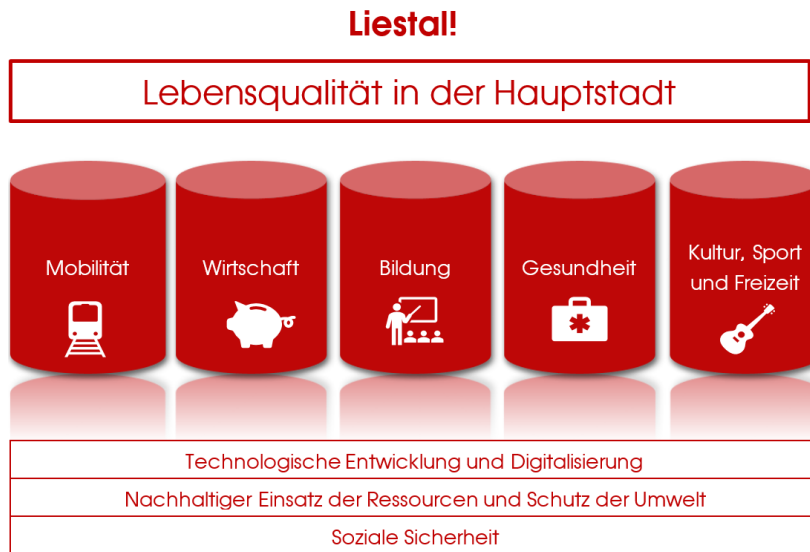 Liestal!
Lebensqualität in der Hauptstadt
Mobilität
Wirtschaft
Bildung
Gesundheit
Kultur, Sport
und Freizeit
Technologische Entwicklung und Digitalisierung
Nachhaltiger Einsatz der Ressourcen und Schutz der Umwelt
Soziale Sicherheit